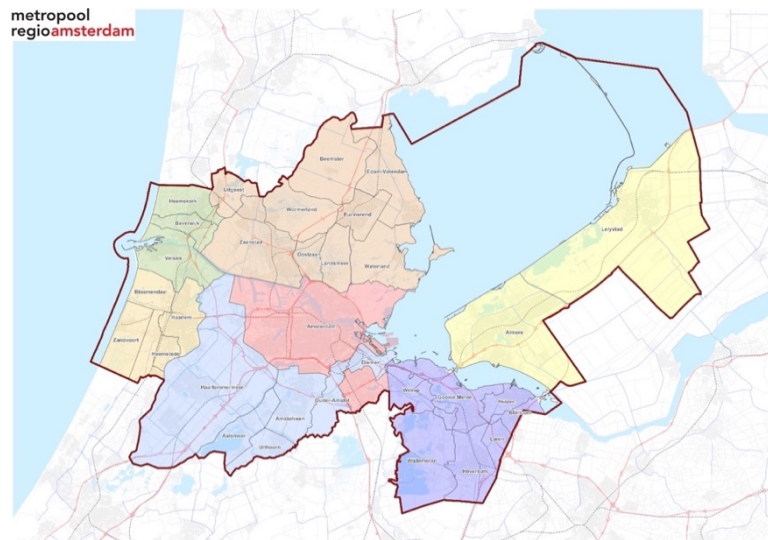 metropool
regioamsterdam
Beemster
Edam-Volendam
Uitgeest
Heemskerk
Wormerland
Purmerend
Beverwijk
Zaanstad
Oostzaan
Landsmeer
Waterland
Velsen
Lelystad
Bloemendaal
Haarlem
Amsterdam
Almere
Zandvoort
Heemstede
Diemen
Haarlemmermeer
Ouder-Amstel
Weesp
Gooise Meren
Huizen
Blaricum
Amstelveen
Aalsmeer
Uithoorn
Laren
Wijdemeren
Hilversum